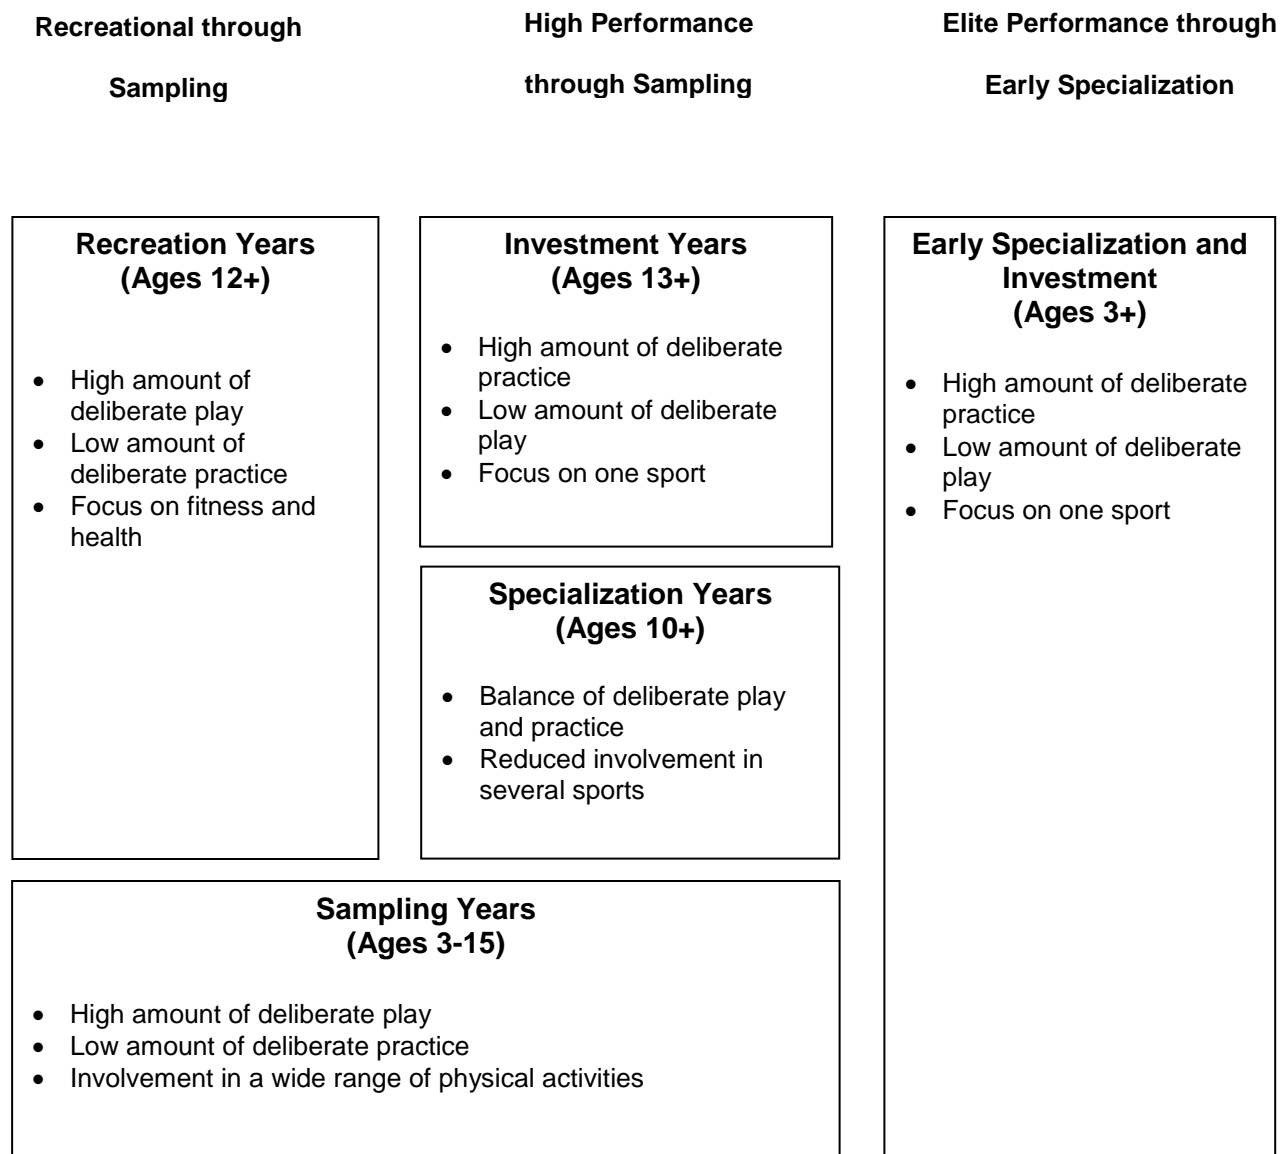 Recreational through
Sampling
High Performance
through Sampling
Elite Performance through
Early Specialization
Recreation Years
(Ages 12+)
• High amount of
deliberate play
• Low amount of
deliberate practice
• Focus on fitness and
health
Investment Years
(Ages 13+)
• High amount of deliberate
practice
• Low amount of deliberate
play
• Focus on one sport
Early Specialization and
Investment
(Ages 3+)
• High amount of deliberate
practice
• Low amount of deliberate
play
• Focus on one sport
Specialization Years
(Ages 10+)
• Balance of deliberate play
and practice
• Reduced involvement in
several sports
Sampling Years
(Ages 3-15)
• High amount of deliberate play
• Low amount of deliberate practice
• Involvement in a wide range of physical activities